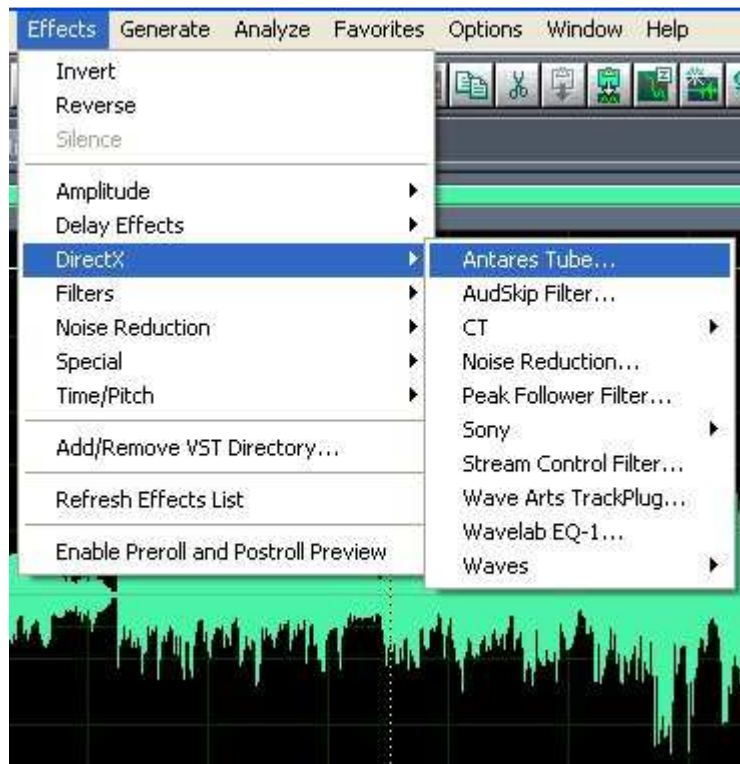 Effects Generate Analyze Favorites Options Window Help
Invert
Reverse
Silence
Amplitude
Delay Effects
DirectX
Filters
Noise Reduction
Special
Time/Pitch
Add/Remove VST Directory...
Refresh Effects List
Enable Preroll and Postroll Preview
Antares Tube...
AudSkip Filter...
CT
Noise Reduction...
Peak Follower Filter...
Sony
Stream Control Filter...
Wave Arts TrackPlug...
Wavelab EQ-1...
Waves